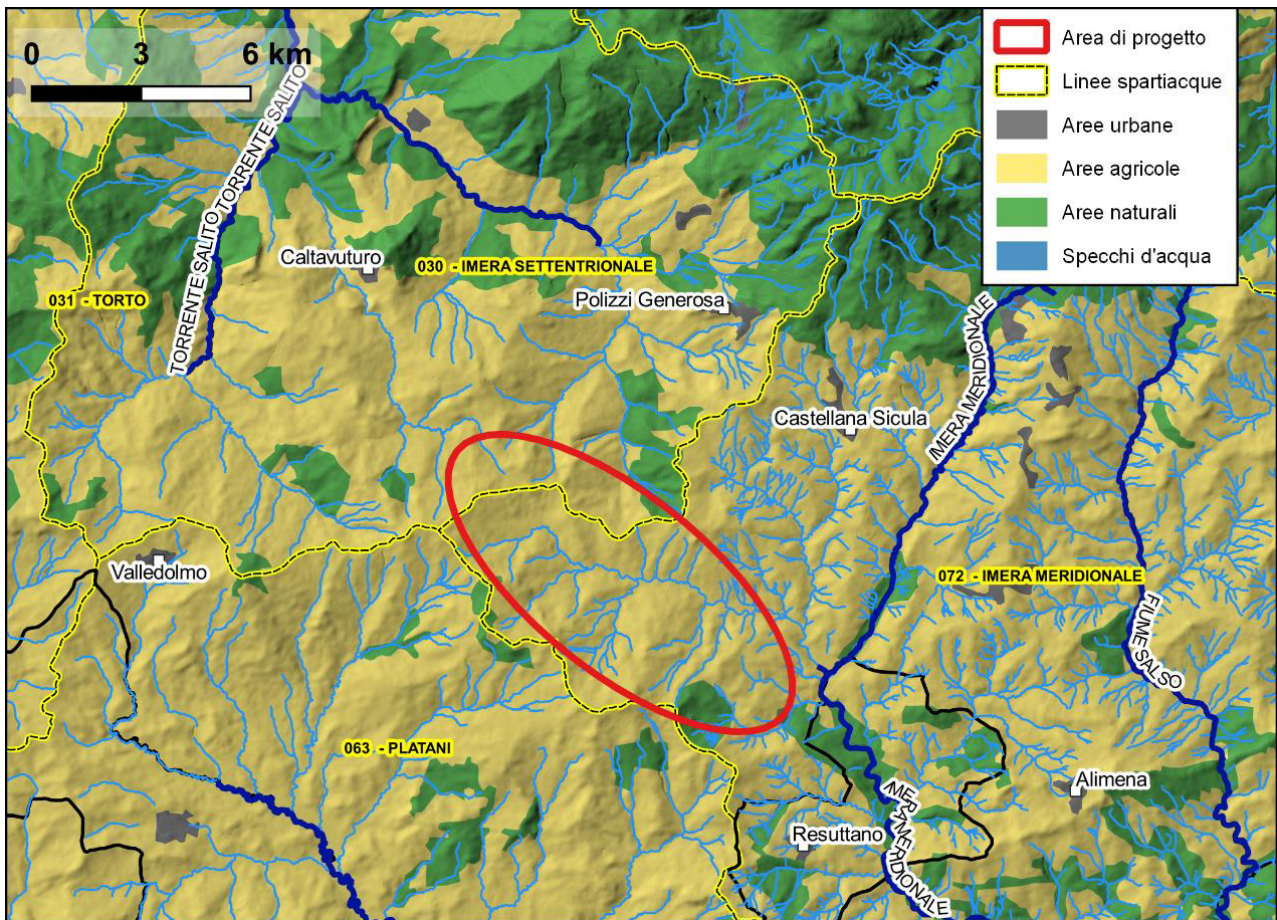 0 3 6 km
Area di progetto
Linee spartiacque
Aree urbane
Aree agricole
Aree naturali
Specchi d'acqua
TORRENTE SALITO
TORRENTE SALITO
Caltavuturo
030 - IMERA SETTENTRIONALE
031 - TORTO
Polizzi Generosa
IMERA MERIDIONALE
Castellana Sicula
Valledolmo
072 - IMERA MERIDIONALE
FIUME SALSO
063 - PLATANI
Alimena
Resuttano
IMERA MERIDIONALE